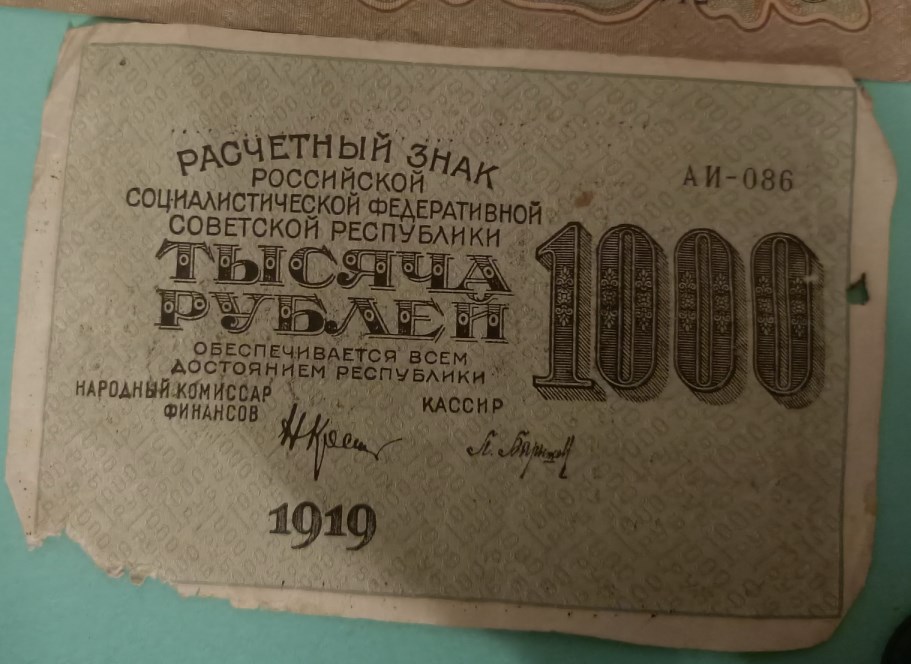 РАСЧЕТНЫЙ ЗНАК
РОССИЙСКОЙ
СОЦИАЛИСТИЧЕСКОЙ ФЕДЕРАТИВНОЙ
СОВЕТСКОЙ РЕСПУБЛИКИ
ТЫСЯЧА
РУБЛЕЙ
ОБЕСПЕЧИВАЕТСЯ ВСЕМ
ДОСТОЯНИЕМ РЕСПУБЛИКИ
НАРОДНЫЙ КОМИССАР
ФИНАНСОВ
КАССИР
1919
АИ-086
1000